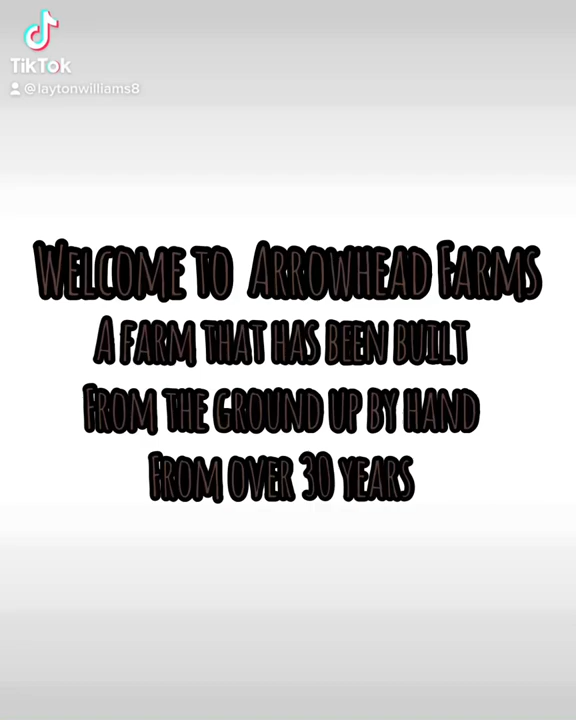 TikTok
@laytonwilliams8
Welcome to Arrowhead Farms
A farm that has been built
From the ground up by hand
From over 30 years